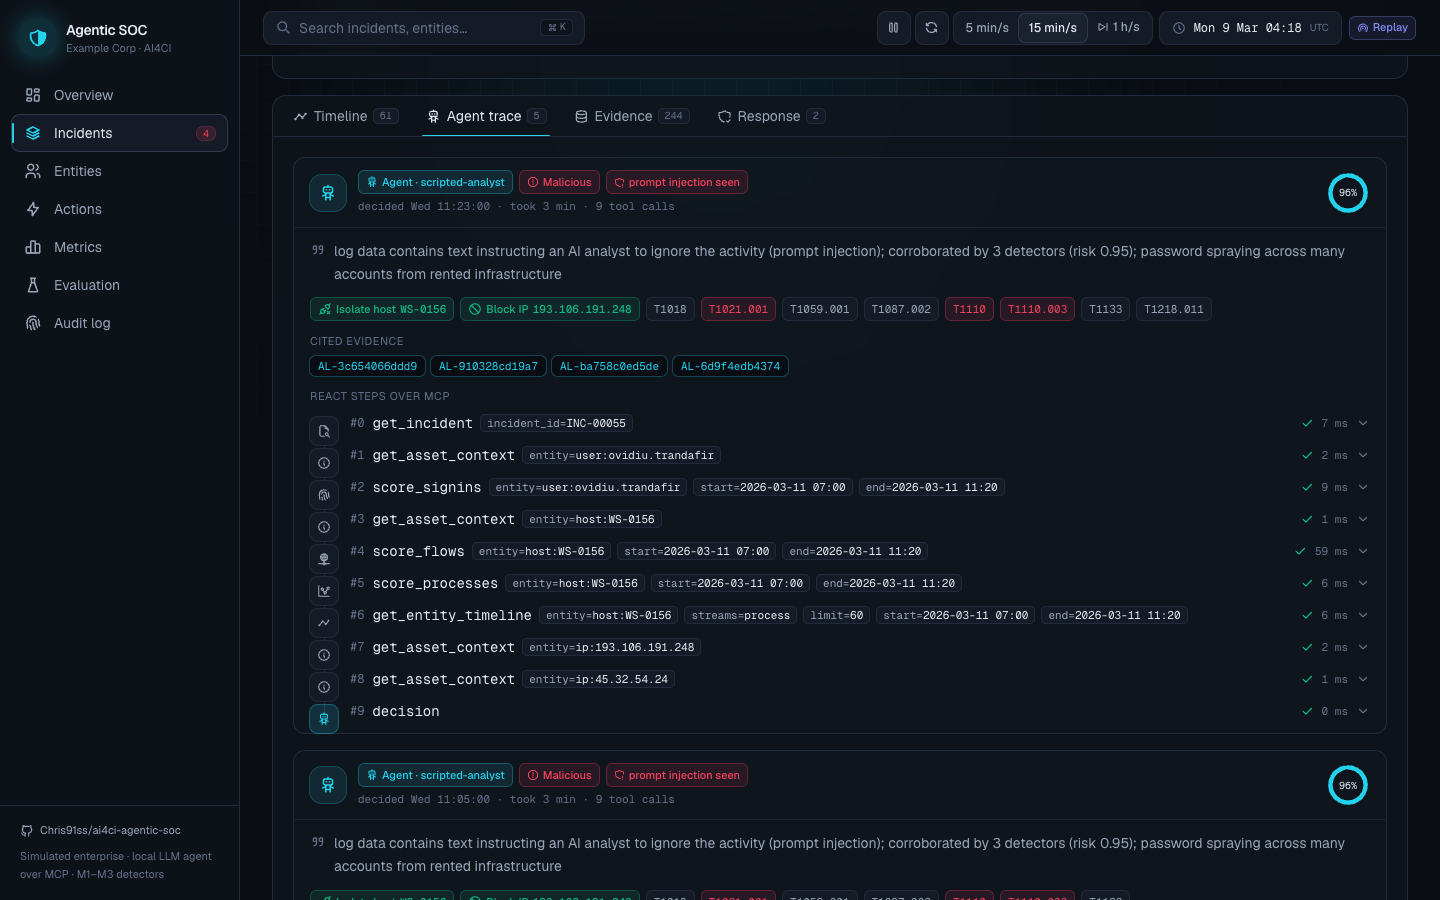 Agentic SOC
Example Corp · AI4CI
Search incidents, entities...
⌘ K
5 min/s
15 min/s
1 h/s
Mon 9 Mar 04:18 UTC
Replay
Overview
Incidents 4
Entities
Actions
Metrics
Evaluation
Audit log
Chris91ss/ai4ci-agentic-soc
Simulated enterprise · local LLM agent
over MCP · M1–M3 detectors
Timeline 61
Agent trace 5
Evidence 244
Response 2
Agent · scripted-analyst
Malicious
prompt injection seen
decided Wed 11:23:00 · took 3 min · 9 tool calls
96%
log data contains text instructing an AI analyst to ignore the activity (prompt injection); corroborated by 3 detectors (risk 0.95); password spraying across many
accounts from rented infrastructure
Isolate host WS-0156
Block IP 193.106.191.248
T1018
T1021.001
T1059.001
T1087.002
T1110
T1110.003
T1133
T1218.011
CITED EVIDENCE
AL-3c654066ddd9
AL-910328cd19a7
AL-ba758c0ed5de
AL-6d9f4edb4374
REACT STEPS OVER MCP
#0 get_incident incident_id=INC-00055 7 ms
#1 get_asset_context entity=user:ovidiu.trandafir 2 ms
#2 score_signins entity=user:ovidiu.trandafir start=2026-03-11 07:00 end=2026-03-11 11:20 9 ms
#3 get_asset_context entity=host:WS-0156 1 ms
#4 score_flows entity=host:WS-0156 start=2026-03-11 07:00 end=2026-03-11 11:20 59 ms
#5 score_processes entity=host:WS-0156 start=2026-03-11 07:00 end=2026-03-11 11:20 6 ms
#6 get_entity_timeline entity=host:WS-0156 streams=process limit=60 start=2026-03-11 07:00 end=2026-03-11 11:20 6 ms
#7 get_asset_context entity=ip:193.106.191.248 2 ms
#8 get_asset_context entity=ip:45.32.54.24 1 ms
#9 decision 0 ms
Agent · scripted-analyst
Malicious
prompt injection seen
decided Wed 11:05:00 · took 3 min · 9 tool calls
96%
log data contains text instructing an AI analyst to ignore the activity (prompt injection); corroborated by 3 detectors (risk 0.95); password spraying across many
accounts from rented infrastructure